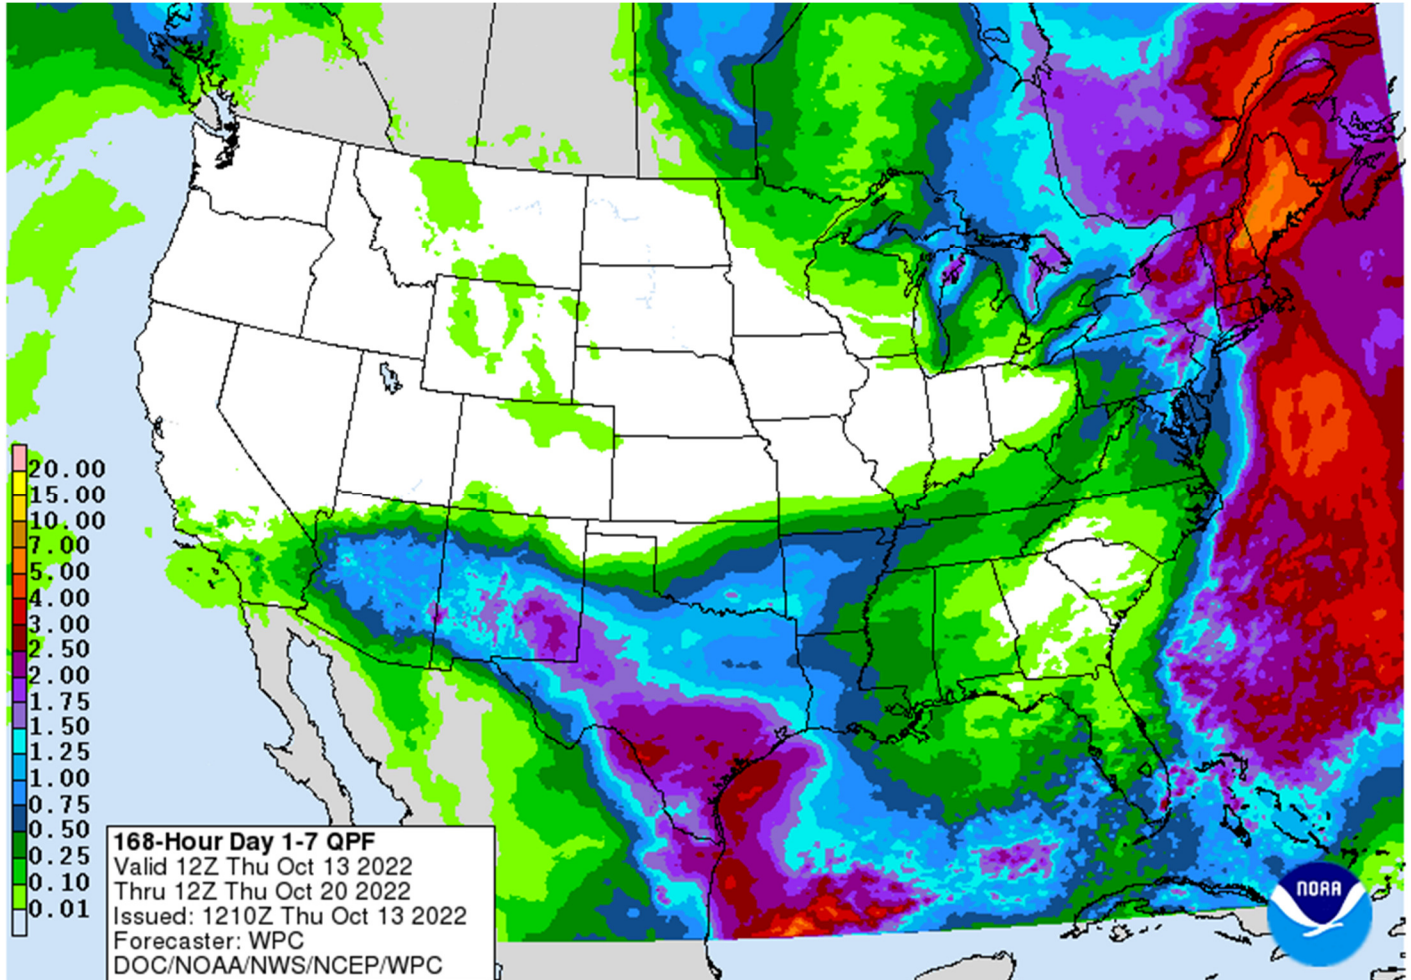 20.00
15.00
10.00
7.00
5.00
4.00
3.00
2.50
2.00
1.75
1.50
1.25
1.00
0.75
0.50
0.25
0.10
0.01
168-Hour Day 1-7 QPF
Valid 12Z Thu Oct 13 2022
Thru 12Z Thu Oct 20 2022
Issued: 1210Z Thu Oct 13 2022
Forecaster: WPC
DOC/NOAA/NWS/NCEP/WPC
NOAA